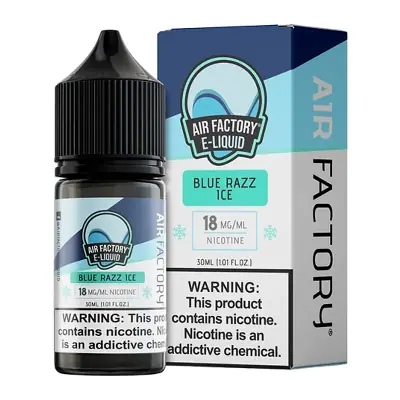 AIR FACTORY
E-LIQUID
BLUE RAZZ ICE
18 MG/ML NICOTINE
30ML (1.01 FL.OZ.)
WARNING: This product
contains nicotine.
Nicotine is an
addictive chemical.
AIR FACTORY
E-LIQUID
BLUE RAZZ
ICE
18 MG/ML
NICOTINE
30ML (1.01 FL.OZ.)
WARNING:
This product
contains nicotine.
Nicotine is an
addictive chemical.
AIR FACTORY®